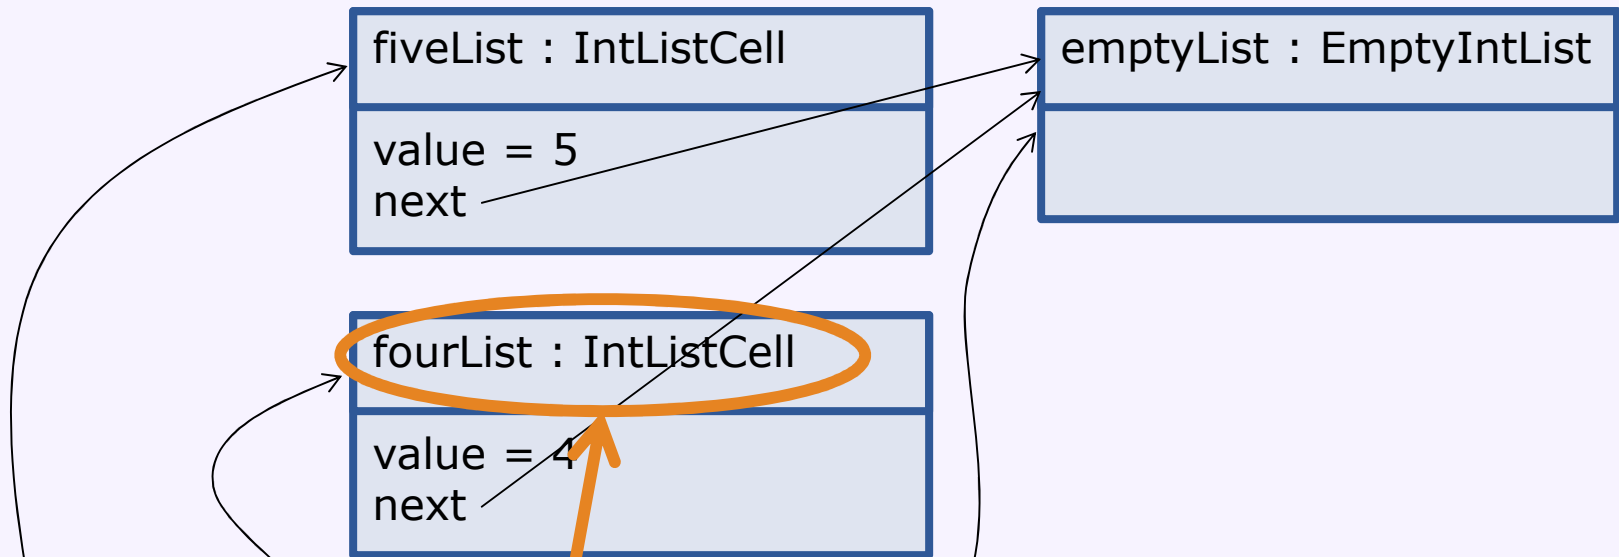 fiveList : IntListCell
value = 5
next
emptyList : EmptyIntList
fourList : IntListCell
value = 4
next